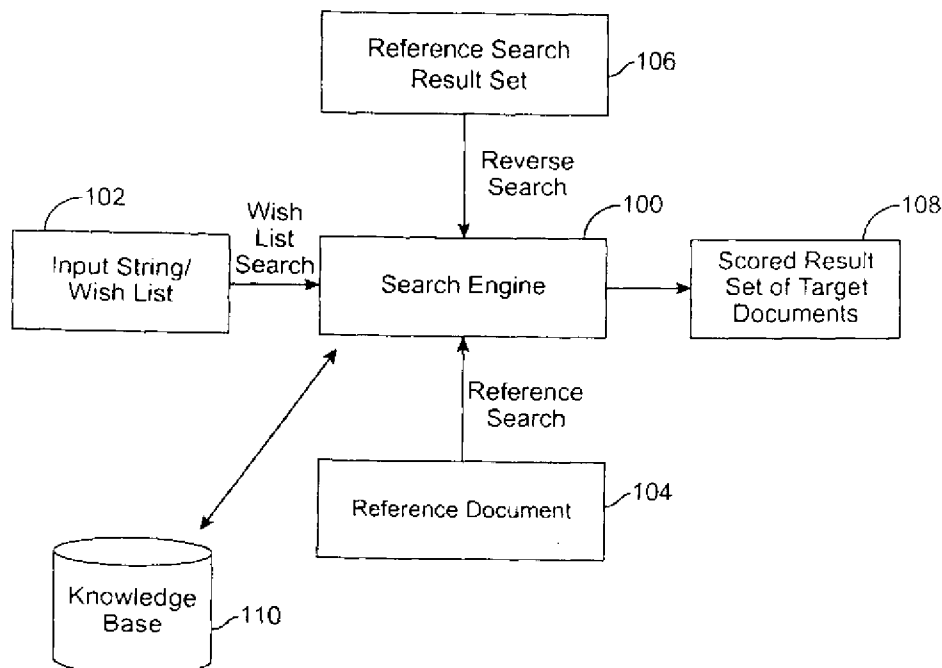 Reference Search
Result Set
106
Reverse
Search
102
Wish
List
Search
100
108
Input String/
Wish List
Search Engine
Scored Result
Set of Target
Documents
Reference
Search
Reference Document
104
Knowledge
Base
110